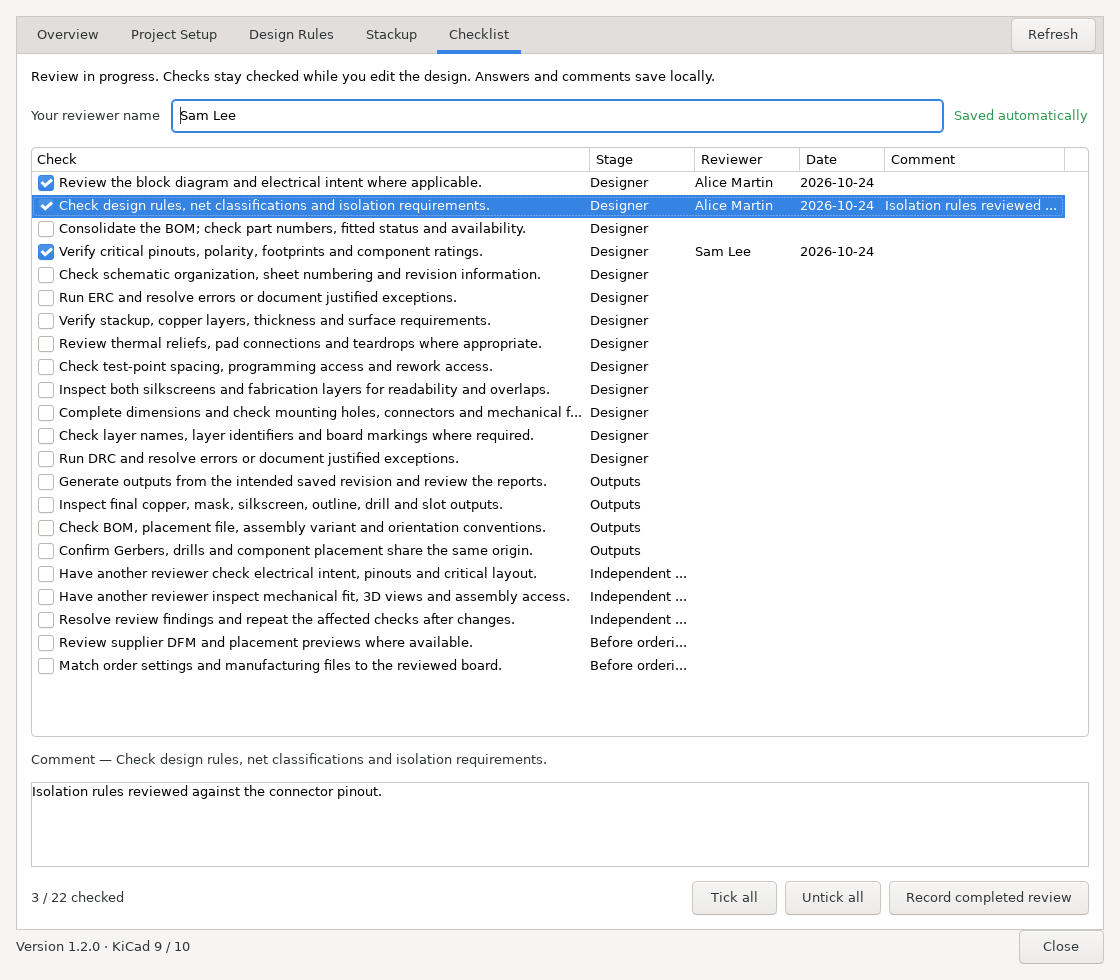 Overview Project Setup Design Rules Stackup Checklist Refresh
Review in progress. Checks stay checked while you edit the design. Answers and comments save locally.
Your reviewer name Sam Lee Saved automatically
Check Stage Reviewer Date Comment
Review the block diagram and electrical intent where applicable. Designer Alice Martin 2026-10-24
Check design rules, net classifications and isolation requirements. Designer Alice Martin 2026-10-24 Isolation rules reviewed ...
Consolidate the BOM; check part numbers, fitted status and availability. Designer
Verify critical pinouts, polarity, footprints and component ratings. Designer Sam Lee 2026-10-24
Check schematic organization, sheet numbering and revision information. Designer
Run ERC and resolve errors or document justified exceptions. Designer
Verify stackup, copper layers, thickness and surface requirements. Designer
Review thermal reliefs, pad connections and teardrops where appropriate. Designer
Check test-point spacing, programming access and rework access. Designer
Inspect both silkscreens and fabrication layers for readability and overlaps. Designer
Complete dimensions and check mounting holes, connectors and mechanical f... Designer
Check layer names, layer identifiers and board markings where required. Designer
Run DRC and resolve errors or document justified exceptions. Designer
Generate outputs from the intended saved revision and review the reports. Outputs
Inspect final copper, mask, silkscreen, outline, drill and slot outputs. Outputs
Check BOM, placement file, assembly variant and orientation conventions. Outputs
Confirm Gerbers, drills and component placement share the same origin. Outputs
Have another reviewer check electrical intent, pinouts and critical layout. Independent ...
Have another reviewer inspect mechanical fit, 3D views and assembly access. Independent ...
Resolve review findings and repeat the affected checks after changes. Independent ...
Review supplier DFM and placement previews where available. Before orderi...
Match order settings and manufacturing files to the reviewed board. Before orderi...
Comment — Check design rules, net classifications and isolation requirements.
Isolation rules reviewed against the connector pinout.
3 / 22 checked Tick all Untick all Record completed review
Version 1.2.0 · KiCad 9 / 10 Close